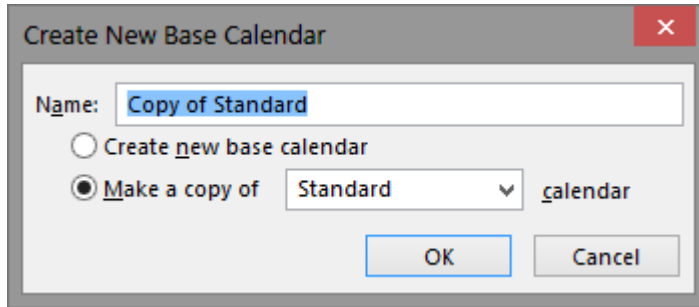 Create New Base Calendar
Name: Copy of Standard
Create new base calendar
Make a copy of Standard calendar
OK Cancel